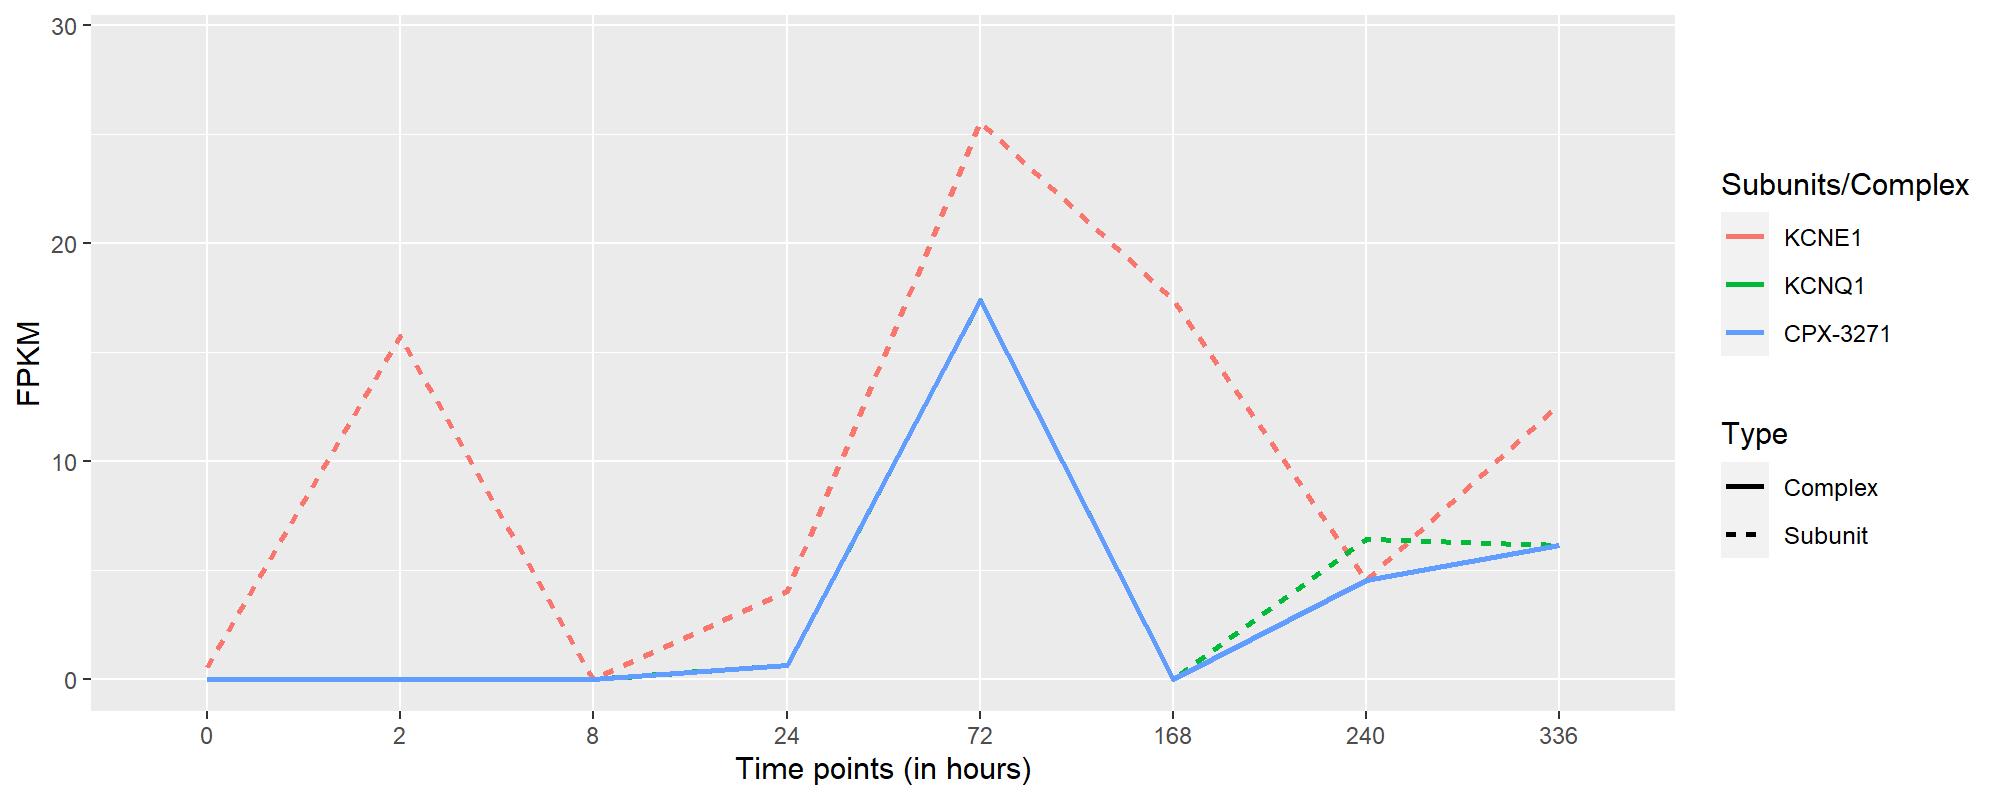 30
20
10
0
FPKM
0 2 8 24 72 168 240 336
Time points (in hours)
Subunits/Complex
KCNE1
KCNQ1
CPX-3271
Type
Complex
Subunit